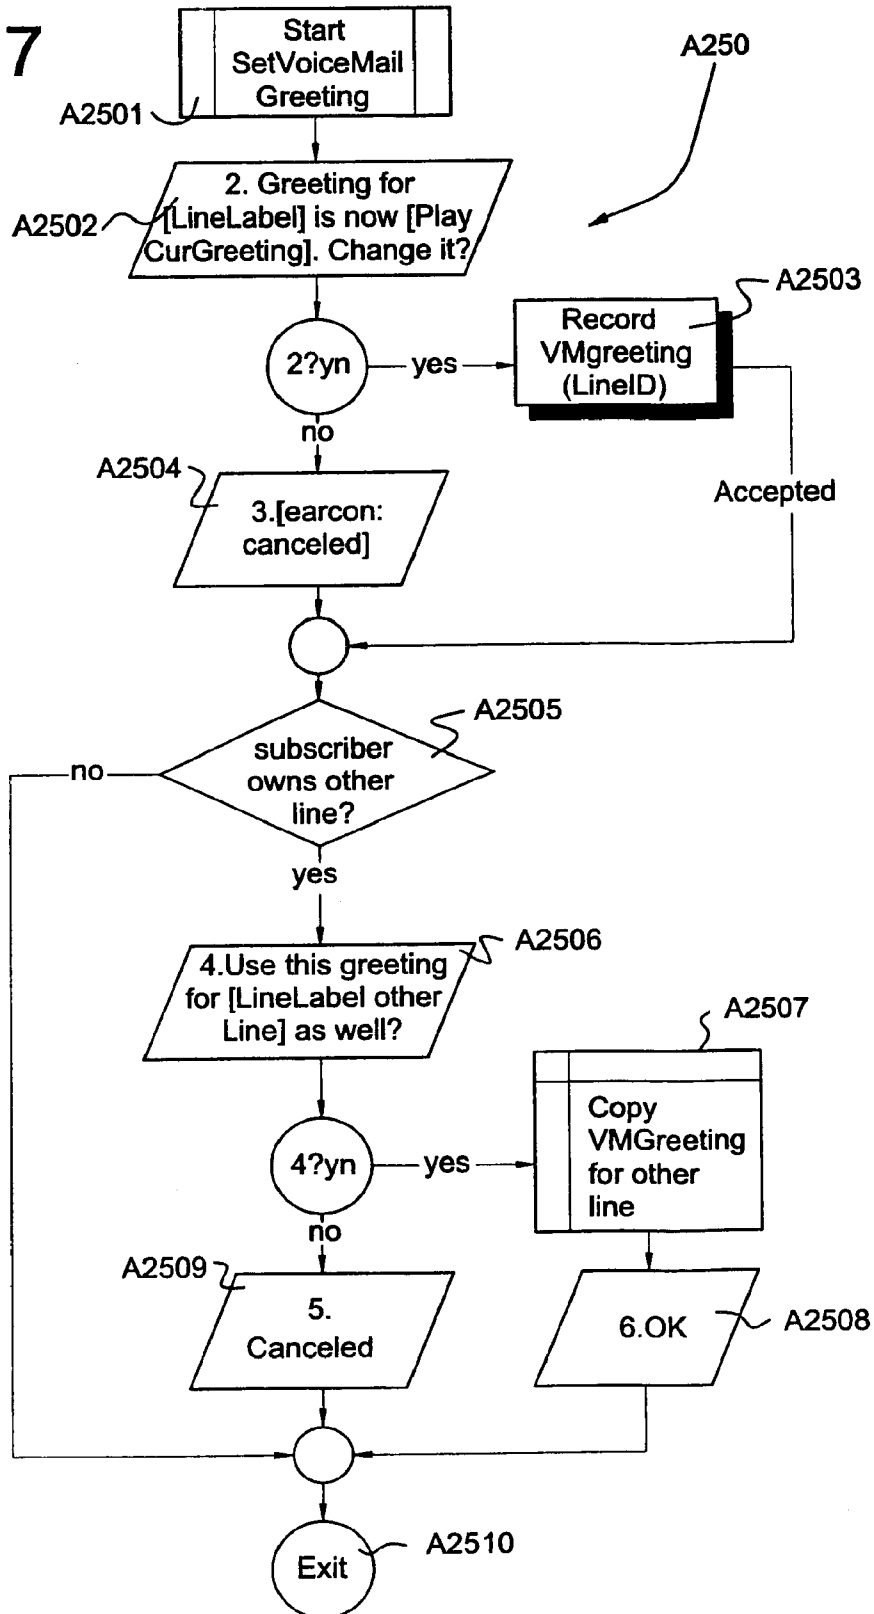 7
Start
SetVoiceMail
Greeting
A250
A2501
2. Greeting for
[LineLabel] is now [Play
CurGreeting]. Change it?
A2502
A2503
Record
VMgreeting
(LineID)
2?yn
yes
no
Accepted
A2504
3.[earcon:
canceled]
A2505
subscriber
owns other
line?
no
yes
A2506
4.Use this greeting
for [LineLabel other
Line] as well?
A2507
Copy
VMGreeting
for other
line
4?yn
yes
no
A2509
5.
Canceled
6.OK
A2508
Exit
A2510